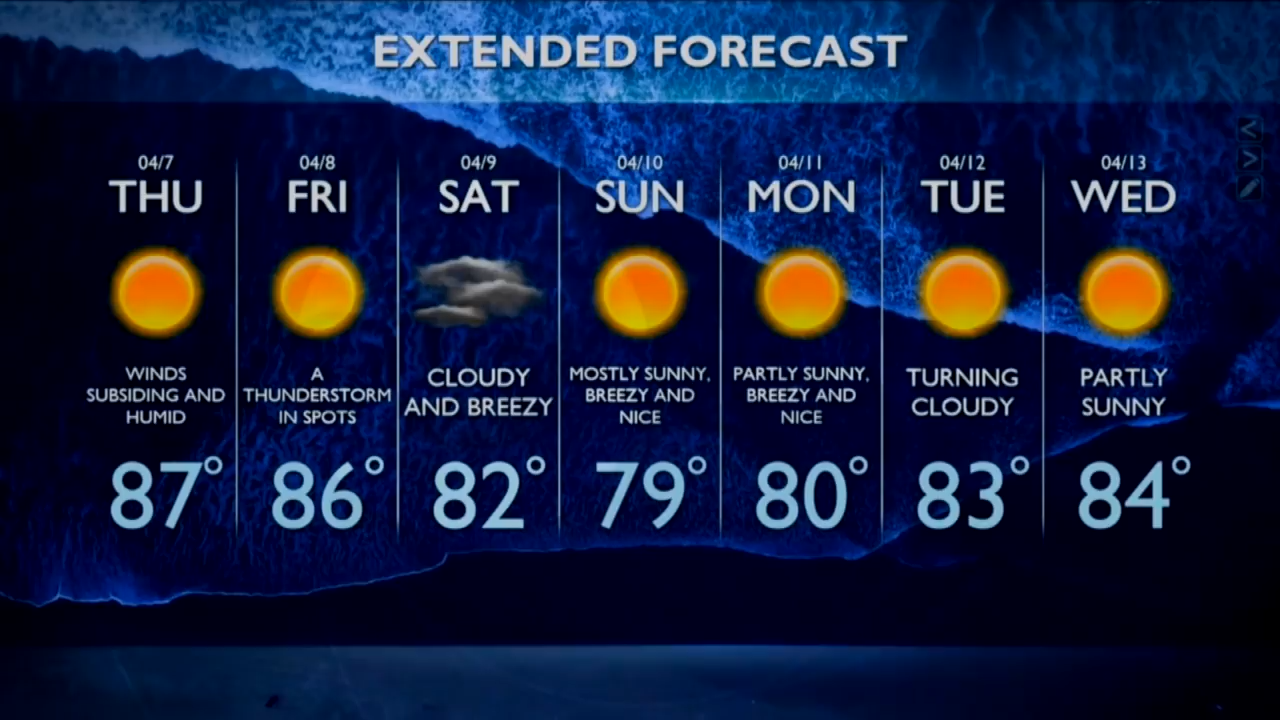 EXTENDED FORECAST
04/7
THU
WINDS
SUBSIDING AND
HUMID
87°
04/8
FRI
A
THUNDERSTORM
IN SPOTS
86°
04/9
SAT
CLOUDY
AND BREEZY
82°
04/10
SUN
MOSTLY SUNNY,
BREEZY AND
NICE
79°
04/11
MON
PARTLY SUNNY,
BREEZY AND
NICE
80°
04/12
TUE
TURNING
CLOUDY
83°
04/13
WED
PARTLY
SUNNY
84°